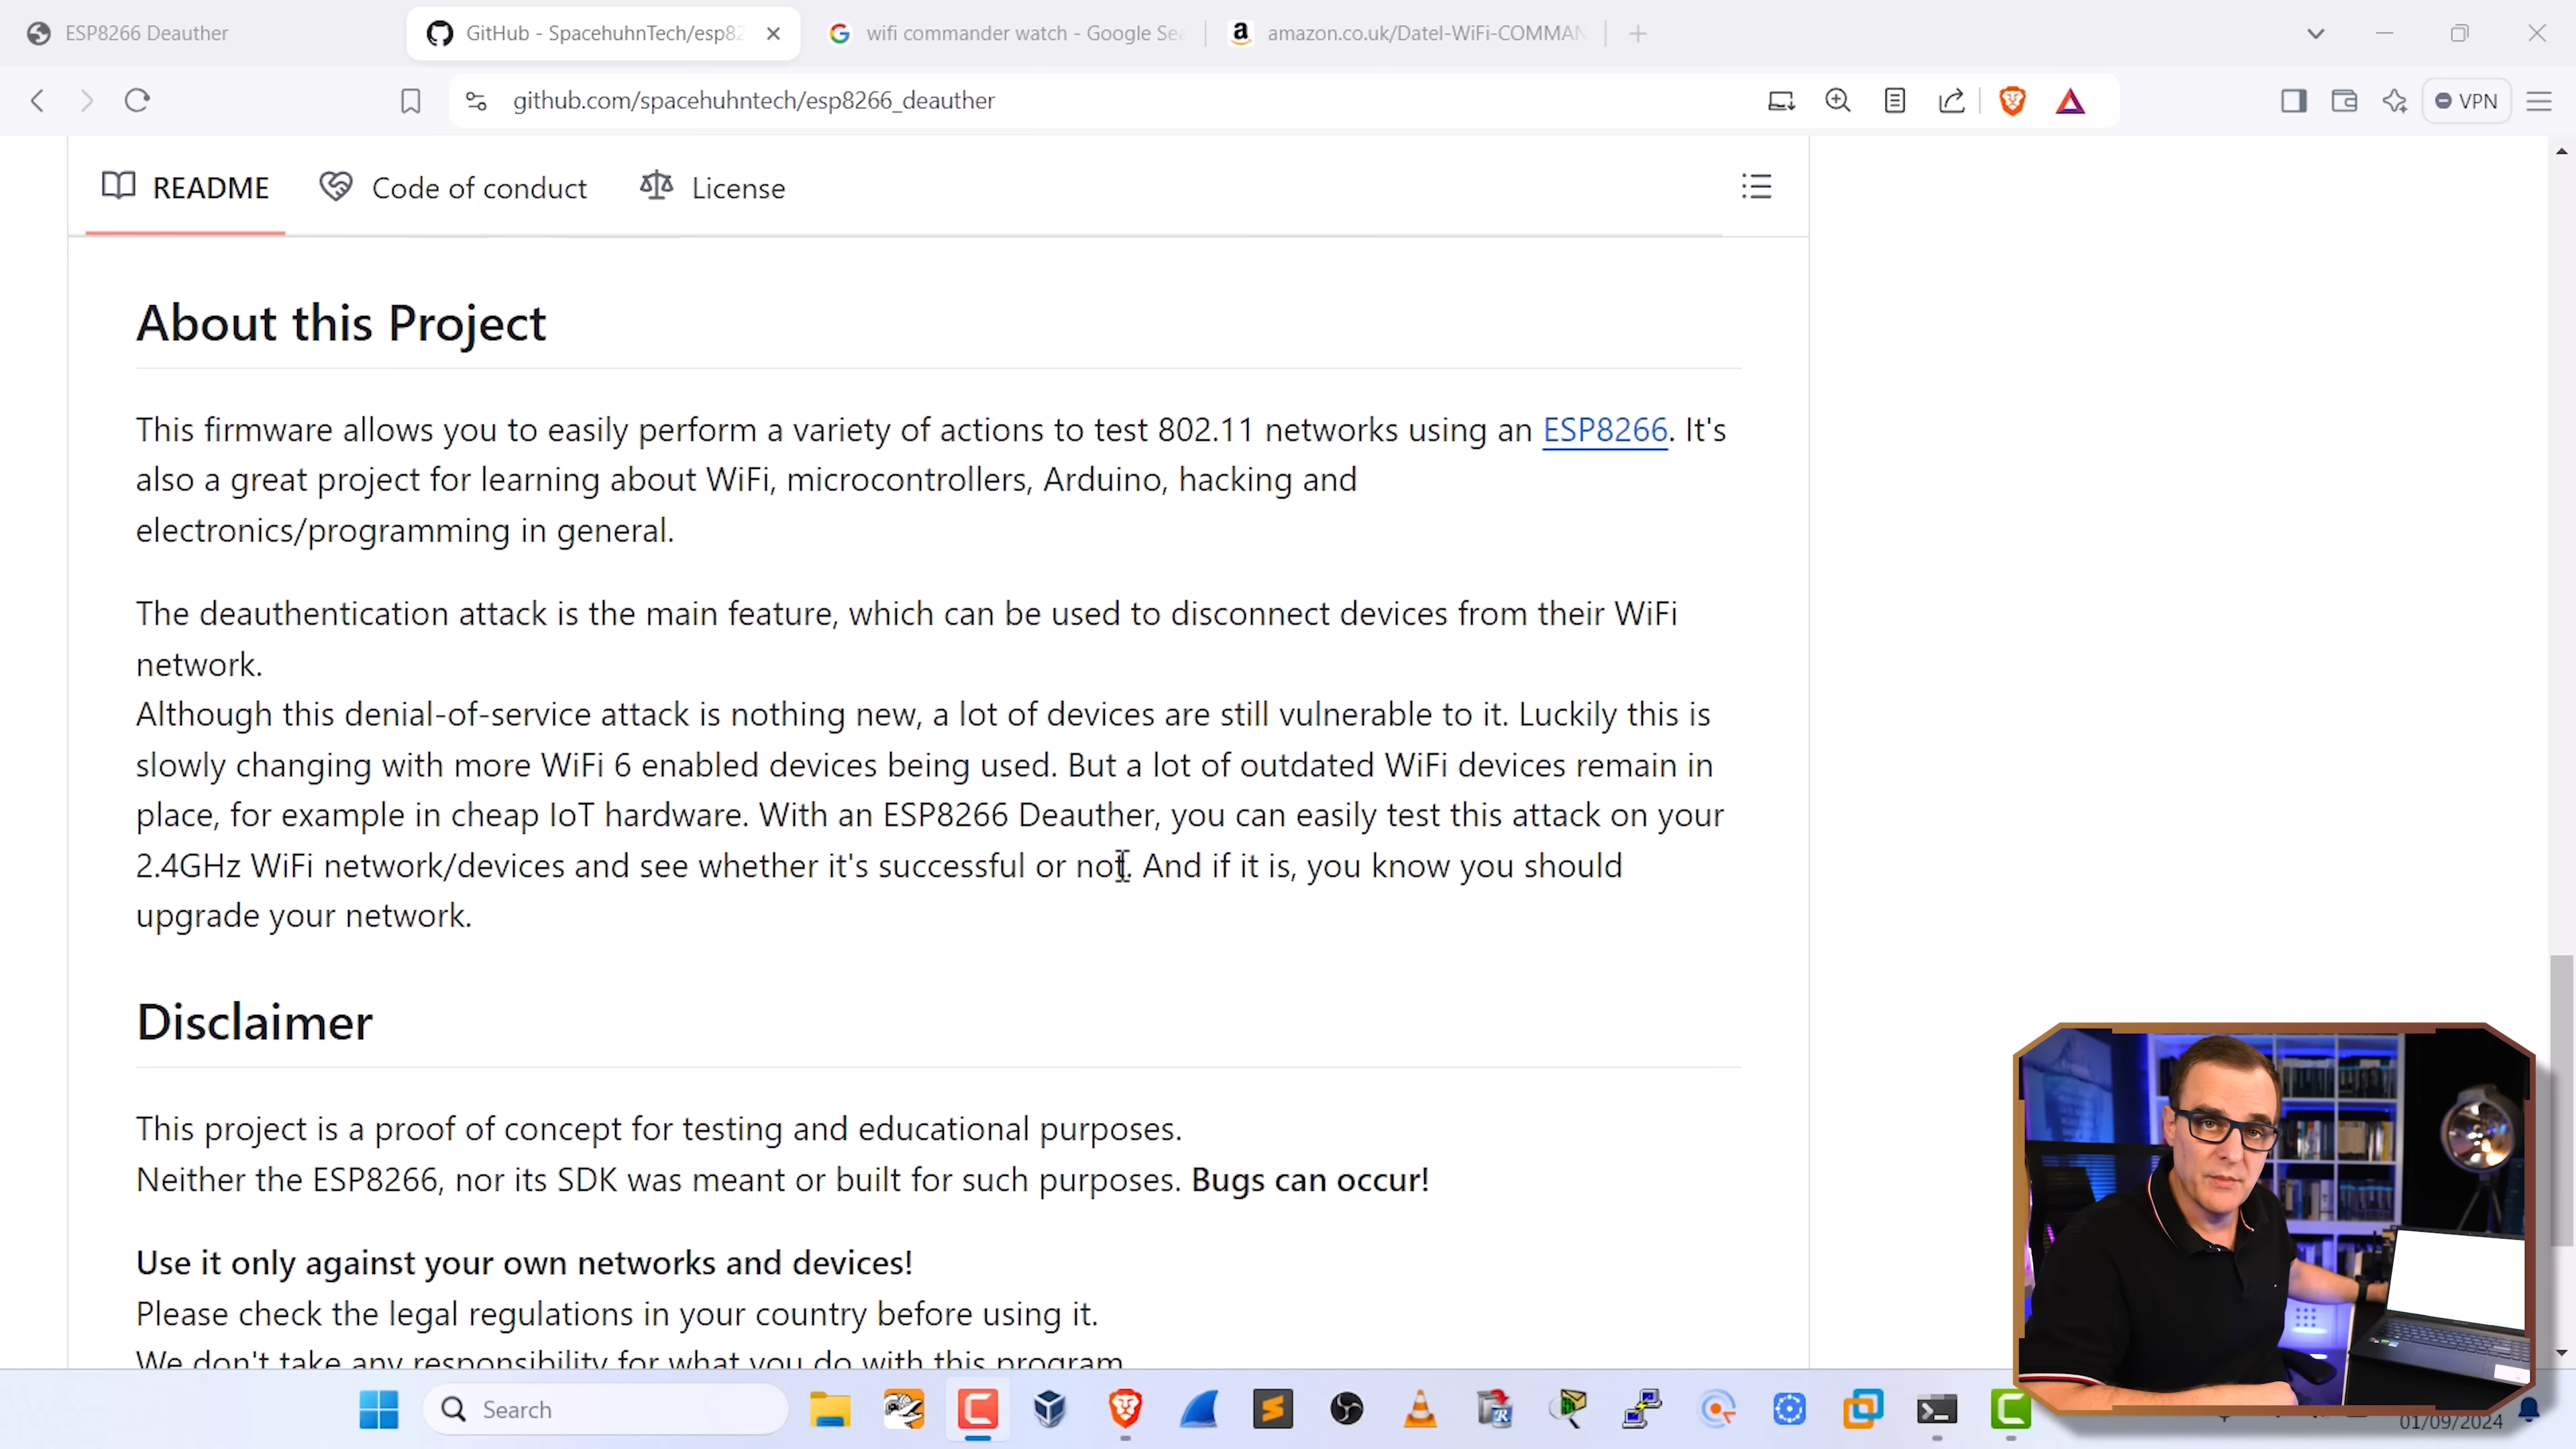 ESP8266 Deauther
GitHub - SpacehuhnTech/esp82
wifi commander watch - Google Sea
amazon.co.uk/Datel-WiFi-COMMAN
github.com/spacehuhntech/esp8266_deauther
VPN
README
Code of conduct
License
About this Project
This firmware allows you to easily perform a variety of actions to test 802.11 networks using an ESP8266. It's
also a great project for learning about WiFi, microcontrollers, Arduino, hacking and
electronics/programming in general.
The deauthentication attack is the main feature, which can be used to disconnect devices from their WiFi
network.
Although this denial-of-service attack is nothing new, a lot of devices are still vulnerable to it. Luckily this is
slowly changing with more WiFi 6 enabled devices being used. But a lot of outdated WiFi devices remain in
place, for example in cheap IoT hardware. With an ESP8266 Deauther, you can easily test this attack on your
2.4GHz WiFi network/devices and see whether it's successful or not. And if it is, you know you should
upgrade your network.
Disclaimer
This project is a proof of concept for testing and educational purposes.
Neither the ESP8266, nor its SDK was meant or built for such purposes. Bugs can occur!
Use it only against your own networks and devices!
Please check the legal regulations in your country before using it.
We don't take any responsibility for what you do with this program.
Search
01/09/2024